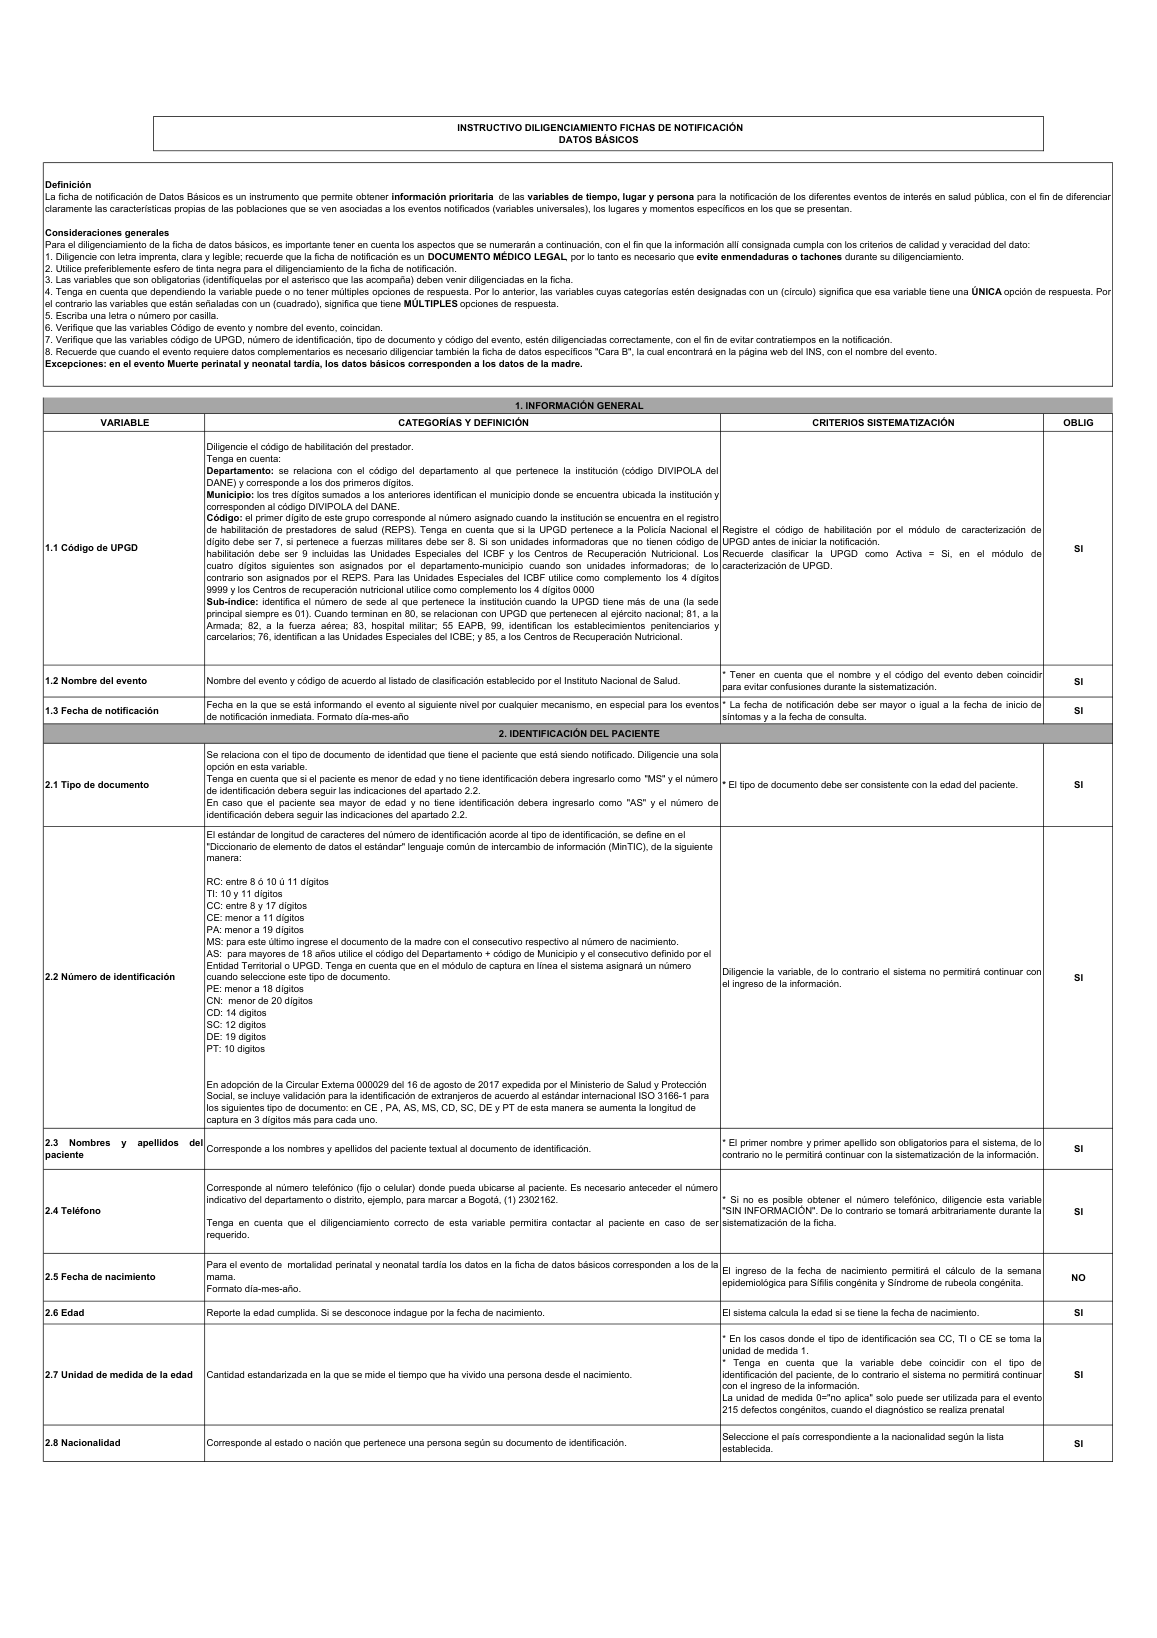 INSTRUCTIVO DILIGENCIAMIENTO FICHAS DE NOTIFICACIÓN
DATOS BÁSICOS
Definición
La ficha de notificación de Datos Básicos es un instrumento que permite obtener información prioritaria de las variables de tiempo, lugar y persona para la notificación de los diferentes eventos de interés en salud pública, con el fin de diferenciar
claramente las características propias de las poblaciones que se ven asociadas a los eventos notificados (variables universales), los lugares y momentos específicos en los que se presentan.
Consideraciones generales
Para el diligenciamiento de la ficha de datos básicos, es importante tener en cuenta los aspectos que se numerarán a continuación, con el fin que la información allí consignada cumpla con los criterios de calidad y veracidad del dato:
1. Diligencie con letra imprenta, clara y legible; recuerde que la ficha de notificación es un DOCUMENTO MÉDICO LEGAL, por lo tanto es necesario que evite enmendaduras o tachones durante su diligenciamiento.
2. Utilice preferiblemente esfero de tinta negra para el diligenciamiento de la ficha de notificación.
3. Las variables que son obligatorias (identifíquelas por el asterisco que las acompaña) deben venir diligenciadas en la ficha.
4. Tenga en cuenta que dependiendo la variable puede o no tener múltiples opciones de respuesta. Por lo anterior, las variables cuyas categorías estén designadas con un (círculo) significa que esa variable tiene una ÚNICA opción de respuesta. Por
el contrario las variables que están señaladas con un (cuadrado), significa que tiene MÚLTIPLES opciones de respuesta.
5. Escriba una letra o número por casilla.
6. Verifique que las variables Código de evento y nombre del evento, coincidan.
7. Verifique que las variables código de UPGD, número de identificación, tipo de documento y código del evento, estén diligenciadas correctamente, con el fin de evitar contratiempos en la notificación.
8. Recuerde que cuando el evento requiere datos complementarios es necesario diligenciar también la ficha de datos específicos "Cara B", la cual encontrará en la página web del INS, con el nombre del evento.
Excepciones: en el evento Muerte perinatal y neonatal tardía, los datos básicos corresponden a los datos de la madre.
1. INFORMACIÓN GENERAL
VARIABLE
CATEGORÍAS Y DEFINICIÓN
CRITERIOS SISTEMATIZACIÓN
OBLIG
1.1 Código de UPGD
Diligencie el código de habilitación del prestador.
Tenga en cuenta:
Departamento: se relaciona con el código del departamento al que pertenece la institución (código DIVIPOLA del
DANE) y corresponde a los dos primeros dígitos.
Municipio: los tres dígitos sumados a los anteriores identifican el municipio donde se encuentra ubicada la institución y
corresponden al código DIVIPOLA del DANE.
Código: el primer dígito de este grupo corresponde al número asignado cuando la institución se encuentra en el registro
de habilitación de prestadores de salud (REPS). Tenga en cuenta que si la UPGD pertenece a la Policía Nacional el
dígito debe ser 7, si pertenece a fuerzas militares debe ser 8. Si son unidades informadoras que no tienen código de
habilitación debe ser 9 incluidas las Unidades Especiales del ICBF y los Centros de Recuperación Nutricional. Los
cuatro dígitos siguientes son asignados por el departamento-municipio cuando son unidades informadoras; de lo
contrario son asignados por el REPS. Para las Unidades Especiales del ICBF utilice como complemento los 4 dígitos
9999 y los Centros de recuperación nutricional utilice como complemento los 4 dígitos 0000
Sub-índice: identifica el número de sede al que pertenece la institución cuando la UPGD tiene más de una (la sede
principal siempre es 01). Cuando terminan en 80, se relacionan con UPGD que pertenecen al ejército nacional; 81, a la
Armada; 82, a la fuerza aérea; 83, hospital militar; 55 EAPB, 99, identifican los establecimientos penitenciarios y
carcelarios; 76, identifican a las Unidades Especiales del ICBE; y 85, a los Centros de Recuperación Nutricional.
Registre el código de habilitación por el módulo de caracterización de
UPGD antes de iniciar la notificación.
Recuerde clasificar la UPGD como Activa = Si, en el módulo de
caracterización de UPGD.
SI
1.2 Nombre del evento
Nombre del evento y código de acuerdo al listado de clasificación establecido por el Instituto Nacional de Salud.
* Tener en cuenta que el nombre y el código del evento deben coincidir
para evitar confusiones durante la sistematización.
SI
1.3 Fecha de notificación
Fecha en la que se está informando el evento al siguiente nivel por cualquier mecanismo, en especial para los eventos
de notificación inmediata. Formato día-mes-año
* La fecha de notificación debe ser mayor o igual a la fecha de inicio de
síntomas y a la fecha de consulta.
SI
2. IDENTIFICACIÓN DEL PACIENTE
2.1 Tipo de documento
Se relaciona con el tipo de documento de identidad que tiene el paciente que está siendo notificado. Diligencie una sola
opción en esta variable.
Tenga en cuenta que si el paciente es menor de edad y no tiene identificación debera ingresarlo como "MS" y el número
de identificación debera seguir las indicaciones del apartado 2.2.
En caso que el paciente sea mayor de edad y no tiene identificación debera ingresarlo como "AS" y el número de
identificación debera seguir las indicaciones del apartado 2.2.
* El tipo de documento debe ser consistente con la edad del paciente.
SI
2.2 Número de identificación
El estándar de longitud de caracteres del número de identificación acorde al tipo de identificación, se define en el
"Diccionario de elemento de datos el estándar" lenguaje común de intercambio de información (MinTIC), de la siguiente
manera:
RC: entre 8 ó 10 ú 11 dígitos
TI: 10 y 11 dígitos
CC: entre 8 y 17 dígitos
CE: menor a 11 dígitos
PA: menor a 19 dígitos
MS: para este último ingrese el documento de la madre con el consecutivo respectivo al número de nacimiento.
AS: para mayores de 18 años utilice el código del Departamento + código de Municipio y el consecutivo definido por el
Entidad Territorial o UPGD. Tenga en cuenta que en el módulo de captura en línea el sistema asignará un número
cuando seleccione este tipo de documento.
PE: menor a 18 dígitos
CN: menor de 20 dígitos
CD: 14 digitos
SC: 12 digitos
DE: 19 digitos
PT: 10 digitos
En adopción de la Circular Externa 000029 del 16 de agosto de 2017 expedida por el Ministerio de Salud y Protección
Social, se incluye validación para la identificación de extranjeros de acuerdo al estándar internacional ISO 3166-1 para
los siguientes tipo de documento: en CE , PA, AS, MS, CD, SC, DE y PT de esta manera se aumenta la longitud de
captura en 3 dígitos más para cada uno.
Diligencie la variable, de lo contrario el sistema no permitirá continuar con
el ingreso de la información.
SI
2.3 Nombres y apellidos del
paciente
Corresponde a los nombres y apellidos del paciente textual al documento de identificación.
* El primer nombre y primer apellido son obligatorios para el sistema, de lo
contrario no le permitirá continuar con la sistematización de la información.
SI
2.4 Teléfono
Corresponde al número telefónico (fijo o celular) donde pueda ubicarse al paciente. Es necesario anteceder el número
indicativo del departamento o distrito, ejemplo, para marcar a Bogotá, (1) 2302162.
Tenga en cuenta que el diligenciamiento correcto de esta variable permitira contactar al paciente en caso de ser
requerido.
* Si no es posible obtener el número telefónico, diligencie esta variable
"SIN INFORMACIÓN". De lo contrario se tomará arbitrariamente durante la
sistematización de la ficha.
SI
2.5 Fecha de nacimiento
Para el evento de mortalidad perinatal y neonatal tardía los datos en la ficha de datos básicos corresponden a los de la
mama.
Formato día-mes-año.
El ingreso de la fecha de nacimiento permitirá el cálculo de la semana
epidemiológica para Sífilis congénita y Síndrome de rubeola congénita.
NO
2.6 Edad
Reporte la edad cumplida. Si se desconoce indague por la fecha de nacimiento.
El sistema calcula la edad si se tiene la fecha de nacimiento.
SI
2.7 Unidad de medida de la edad
Cantidad estandarizada en la que se mide el tiempo que ha vivido una persona desde el nacimiento.
* En los casos donde el tipo de identificación sea CC, TI o CE se toma la
unidad de medida 1.
* Tenga en cuenta que la variable debe coincidir con el tipo de
identificación del paciente, de lo contrario el sistema no permitirá continuar
con el ingreso de la información.
La unidad de medida 0="no aplica" solo puede ser utilizada para el evento
215 defectos congénitos, cuando el diagnóstico se realiza prenatal
SI
2.8 Nacionalidad
Corresponde al estado o nación que pertenece una persona según su documento de identificación.
Seleccione el país correspondiente a la nacionalidad según la lista
establecida.
SI